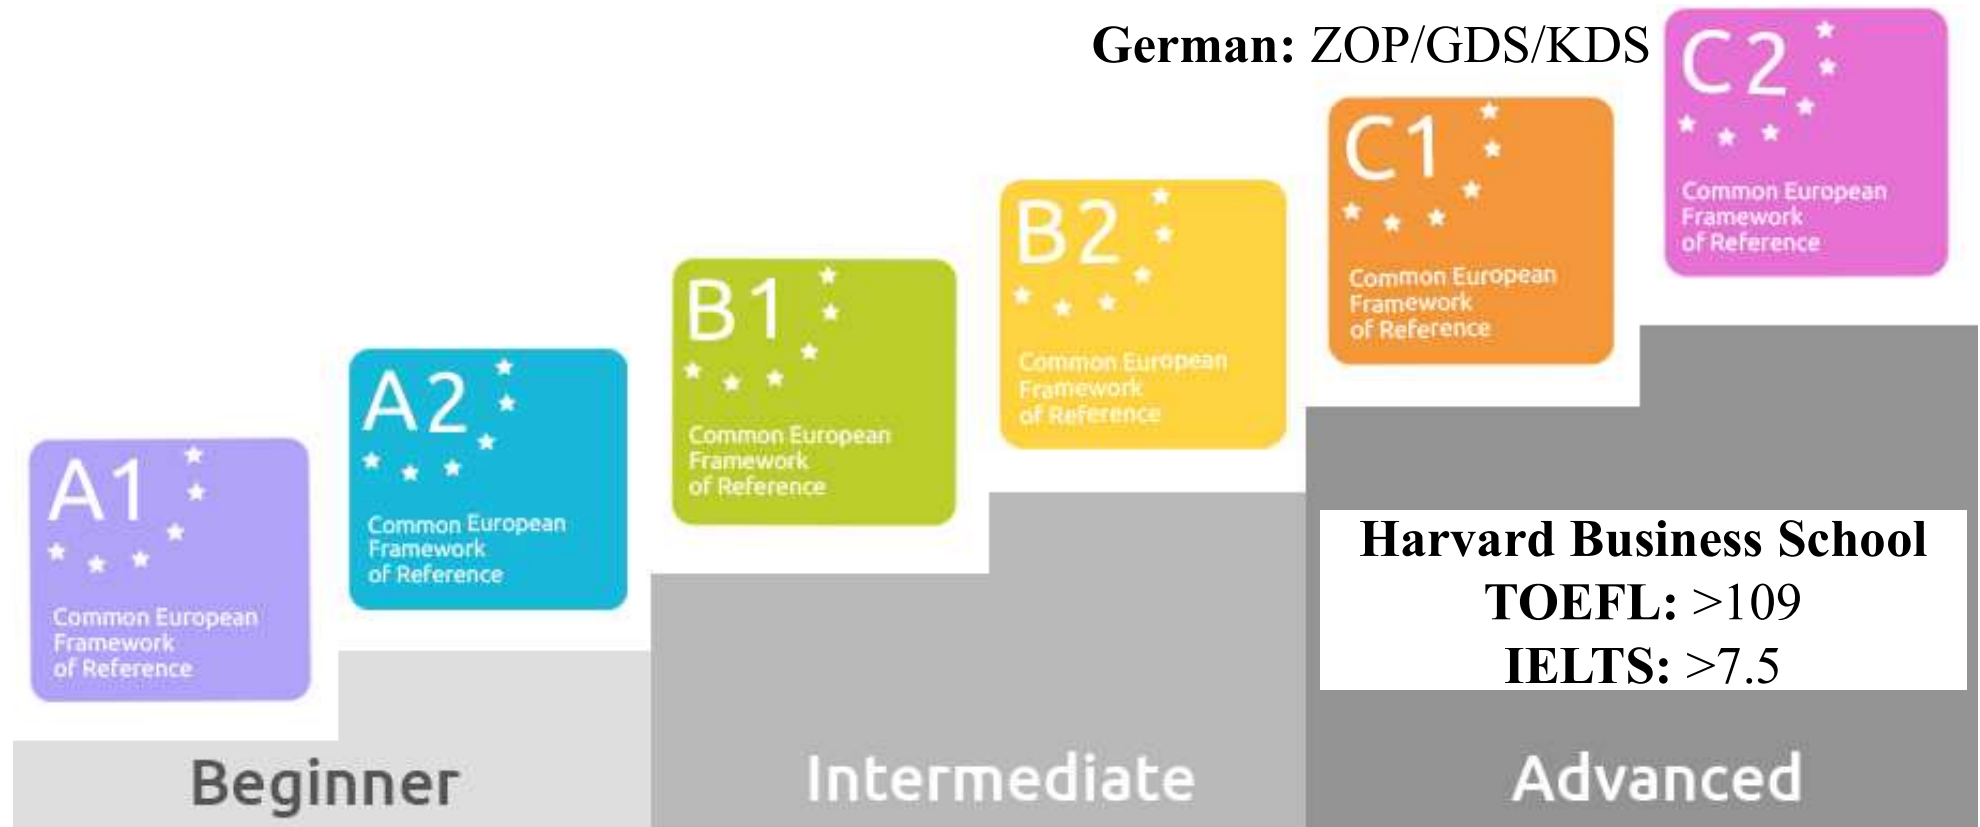 German: ZOP/GDS/KDS
C2
Common European
Framework
of Reference
C1
Common European
Framework
of Reference
B2
Common European
Framework
of Reference
B1
Common European
Framework
of Reference
A2
Common European
Framework
of Reference
A1
Common European
Framework
of Reference
Harvard Business School
TOEFL: >109
IELTS: >7.5
Beginner
Intermediate
Advanced